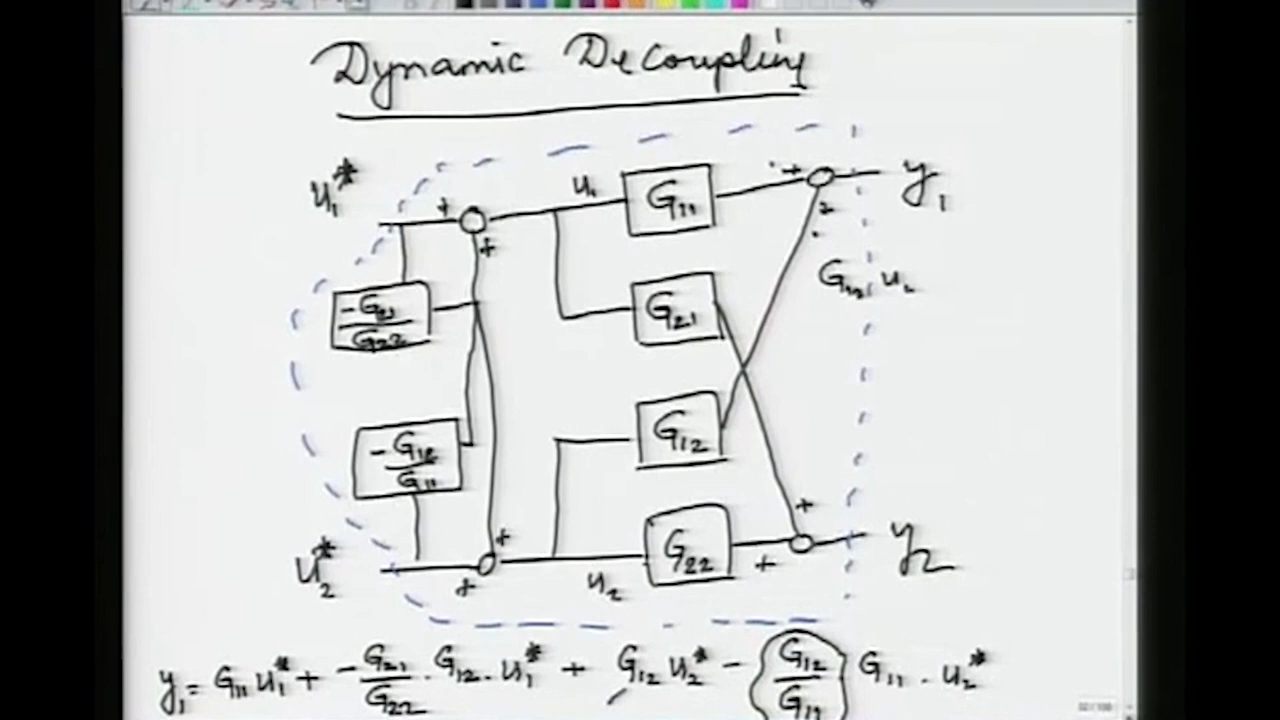 Dynamic Decoupling
u₁* + + u₁ G₁₁ + y₁
G₁₂ u₂
-G₂₁/G₂₂ G₂₁
-G₁₂/G₁₁ G₁₂
u₂* + + u₂ G₂₂ + + y₂
y₁ = G₁₁ u₁* + -G₂₁/G₂₂ . G₁₂ . u₁* + G₁₂ u₂* - G₁₂/G₁₁ G₁₁ . u₂*